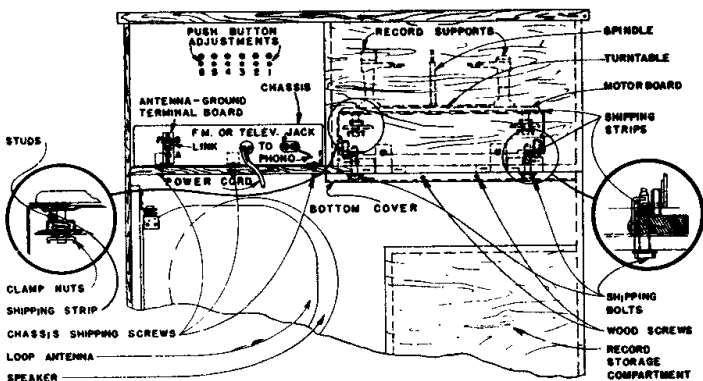 PUSH BUTTON
ADJUSTMENTS
6 5 4 3 2 1
RECORD SUPPORTS
SPINDLE
TURNTABLE
MOTORBOARD
SHIPPING
STRIPS
CHASSIS
ANTENNA-GROUND
TERMINAL BOARD
F.M. OR TELEV. JACK
LINK
TO
PHONO
STUDS
POWER CORD
BOTTOM COVER
CLAMP NUTS
SHIPPING STRIP
CHASSIS SHIPPING SCREWS
LOOP ANTENNA
SPEAKER
SHIPPING
BOLTS
WOOD SCREWS
RECORD
STORAGE
COMPARTMENT